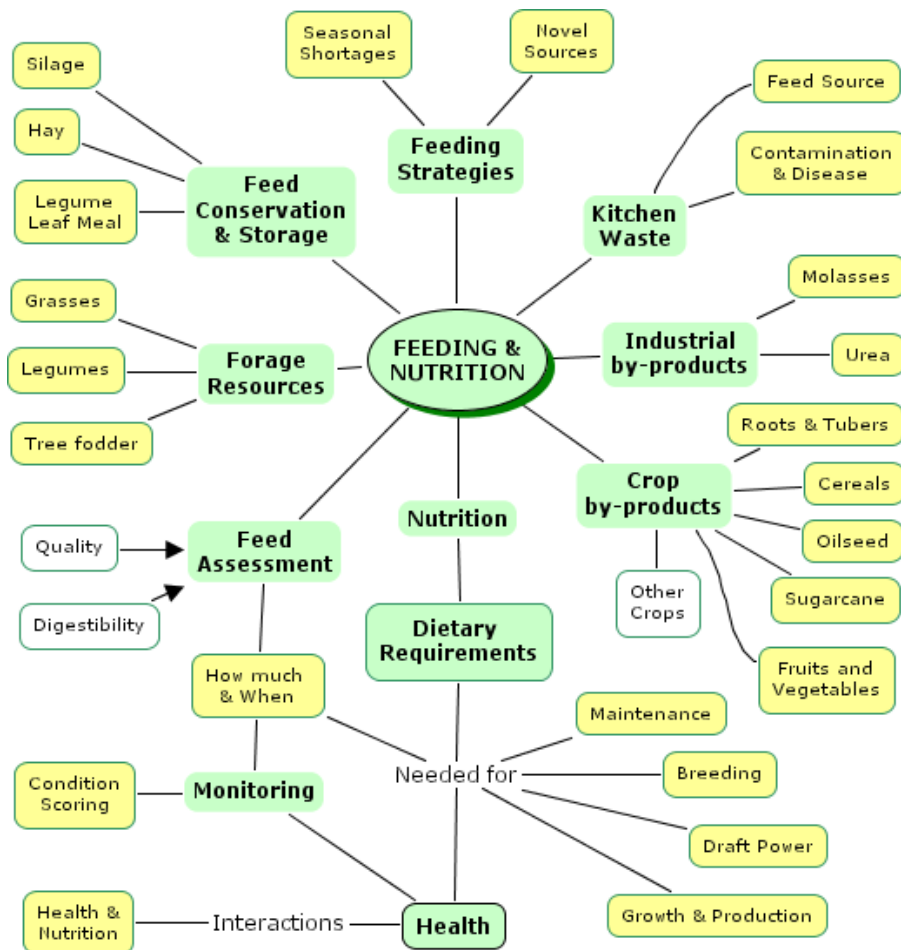 Seasonal
Shortages
Novel
Sources
Silage
Feed Source
Hay
Feeding
Strategies
Contamination
& Disease
Feed
Conservation
& Storage
Legume
Leaf Meal
Kitchen
Waste
Molasses
Grasses
FEEDING &
NUTRITION
Industrial
by-products
Urea
Forage
Resources
Legumes
Roots & Tubers
Tree fodder
Crop
by-products
Cereals
Nutrition
Oilseed
Quality
Feed
Assessment
Other
Crops
Sugarcane
Digestibility
Dietary
Requirements
Fruits and
Vegetables
How much
& When
Maintenance
Needed for
Breeding
Condition
Scoring
Monitoring
Draft Power
Health &
Nutrition
Interactions
Health
Growth & Production